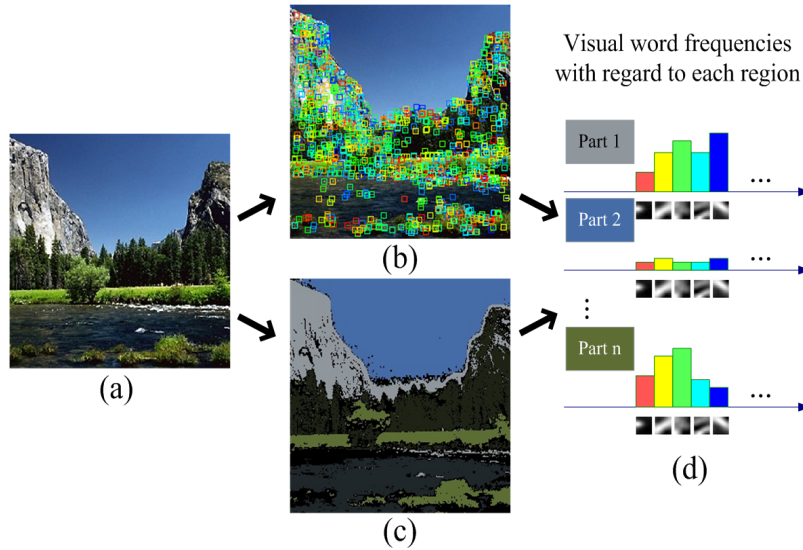 Visual word frequencies
with regard to each region
Part 1
...
Part 2
...
Part n
...
(a)
(b)
(c)
(d)